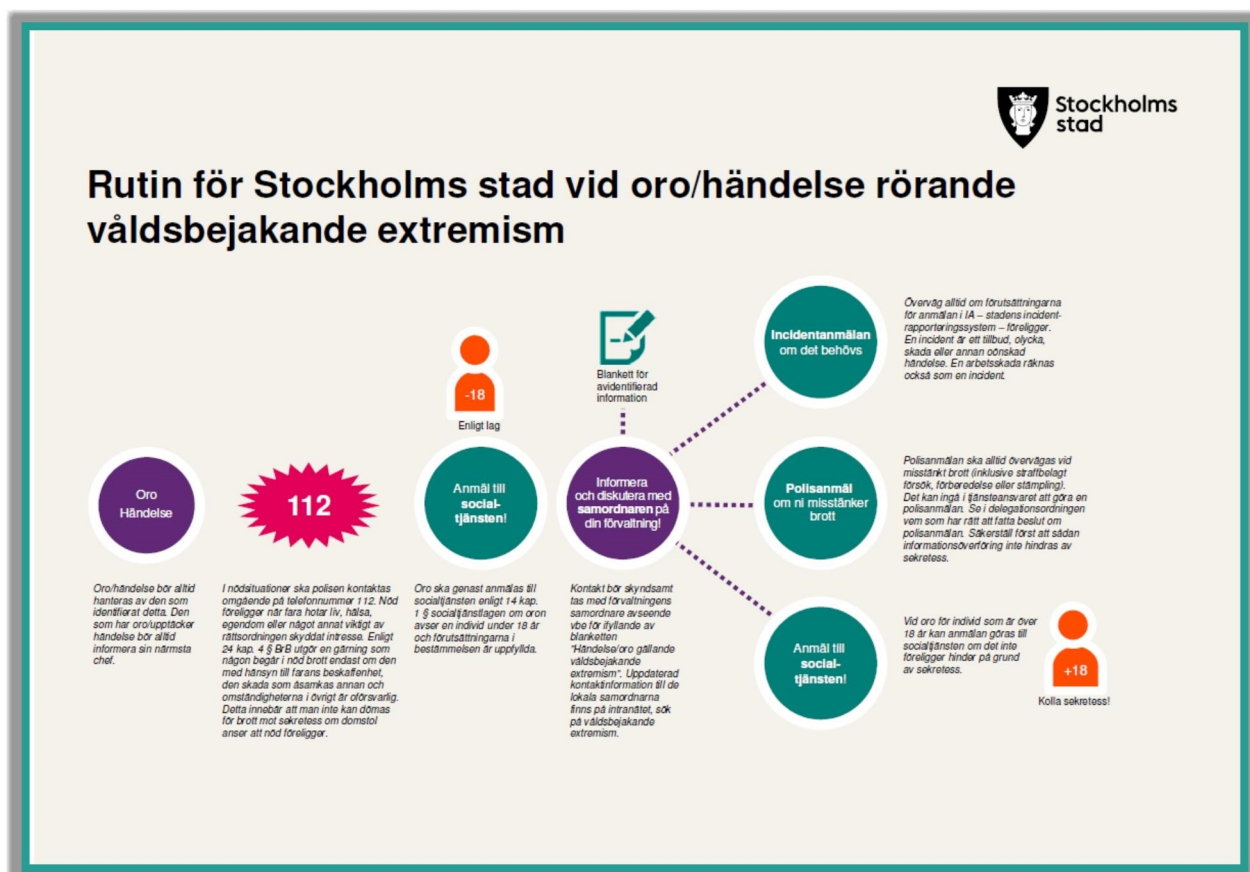 Stockholms
stad
Rutin för Stockholms stad vid oro/händelse rörande
våldsbejakande extremism
Oro
Händelse
Oro/händelse bör alltid
hanteras av den som
identifierat detta. Den
som har oro/upptäcker
händelse bör alltid
informera sin närmsta
chef.
112
I nödsituationer ska polisen kontaktas
omgående på telefonnummer 112. Nöd
föreligger när fara hotar liv, hälsa,
egendom eller något annat viktigt av
rättsordningen skyddat intresse. Enligt
24 kap. 4 § BrB utgör en gärning som
någon begår i nöd brott endast om den
med hänsyn till farans beskaffenhet,
den skada som åsamkas annan och
omständigheterna i övrigt är oförsvarlig.
Detta innebär att man inte kan dömas
för brott mot sekretess om domstol
anser att nöd föreligger.
-18
Enligt lag
Anmäl till
social-
tjänsten!
Oro ska genast anmälas till
socialtjänsten enligt 14 kap.
1 § socialtjänstlagen om oron
avser en individ under 18 år
och förutsättningarna i
bestämmelsen är uppfyllda.
Blankett för
avidentifierad
information
Informera
och diskutera med
samordnaren på
din förvaltning!
Kontakt bör skyndsamt
tas med förvaltningens
samordnare avseende
vbe för ifyllande av
blanketten
"Händelse/oro gällande
våldsbejakande
extremism". Uppdaterad
kontaktinformation till de
lokala samordnarna
finns på intranätet, sök
på våldsbejakande
extremism.
Incidentanmälan
om det behövs
Överväg alltid om förutsättningarna
för anmälan i IA – stadens incident-
rapporteringssystem – föreligger.
En incident är ett tillbud, olycka,
skada eller annan oönskad
händelse. En arbetsskada räknas
också som en incident.
Polisanmäl
om ni misstänker
brott
Polisanmälan ska alltid övervägas vid
misstänkt brott (inklusive straffbelagt
försök, förberedelse eller stämpling).
Det kan ingå i tjänsteansvaret att göra en
polisanmälan. Se i delegationsordningen
vem som har rätt att fatta beslut om
polisanmälan. Säkerställ först att sådan
informationsöverföring inte hindras av
sekretess.
Anmäl till
social-
tjänsten!
Vid oro för individ som är över
18 år kan anmälan göras till
socialtjänsten om det inte
föreligger hinder på grund
av sekretess.
+18
Kolla sekretess!